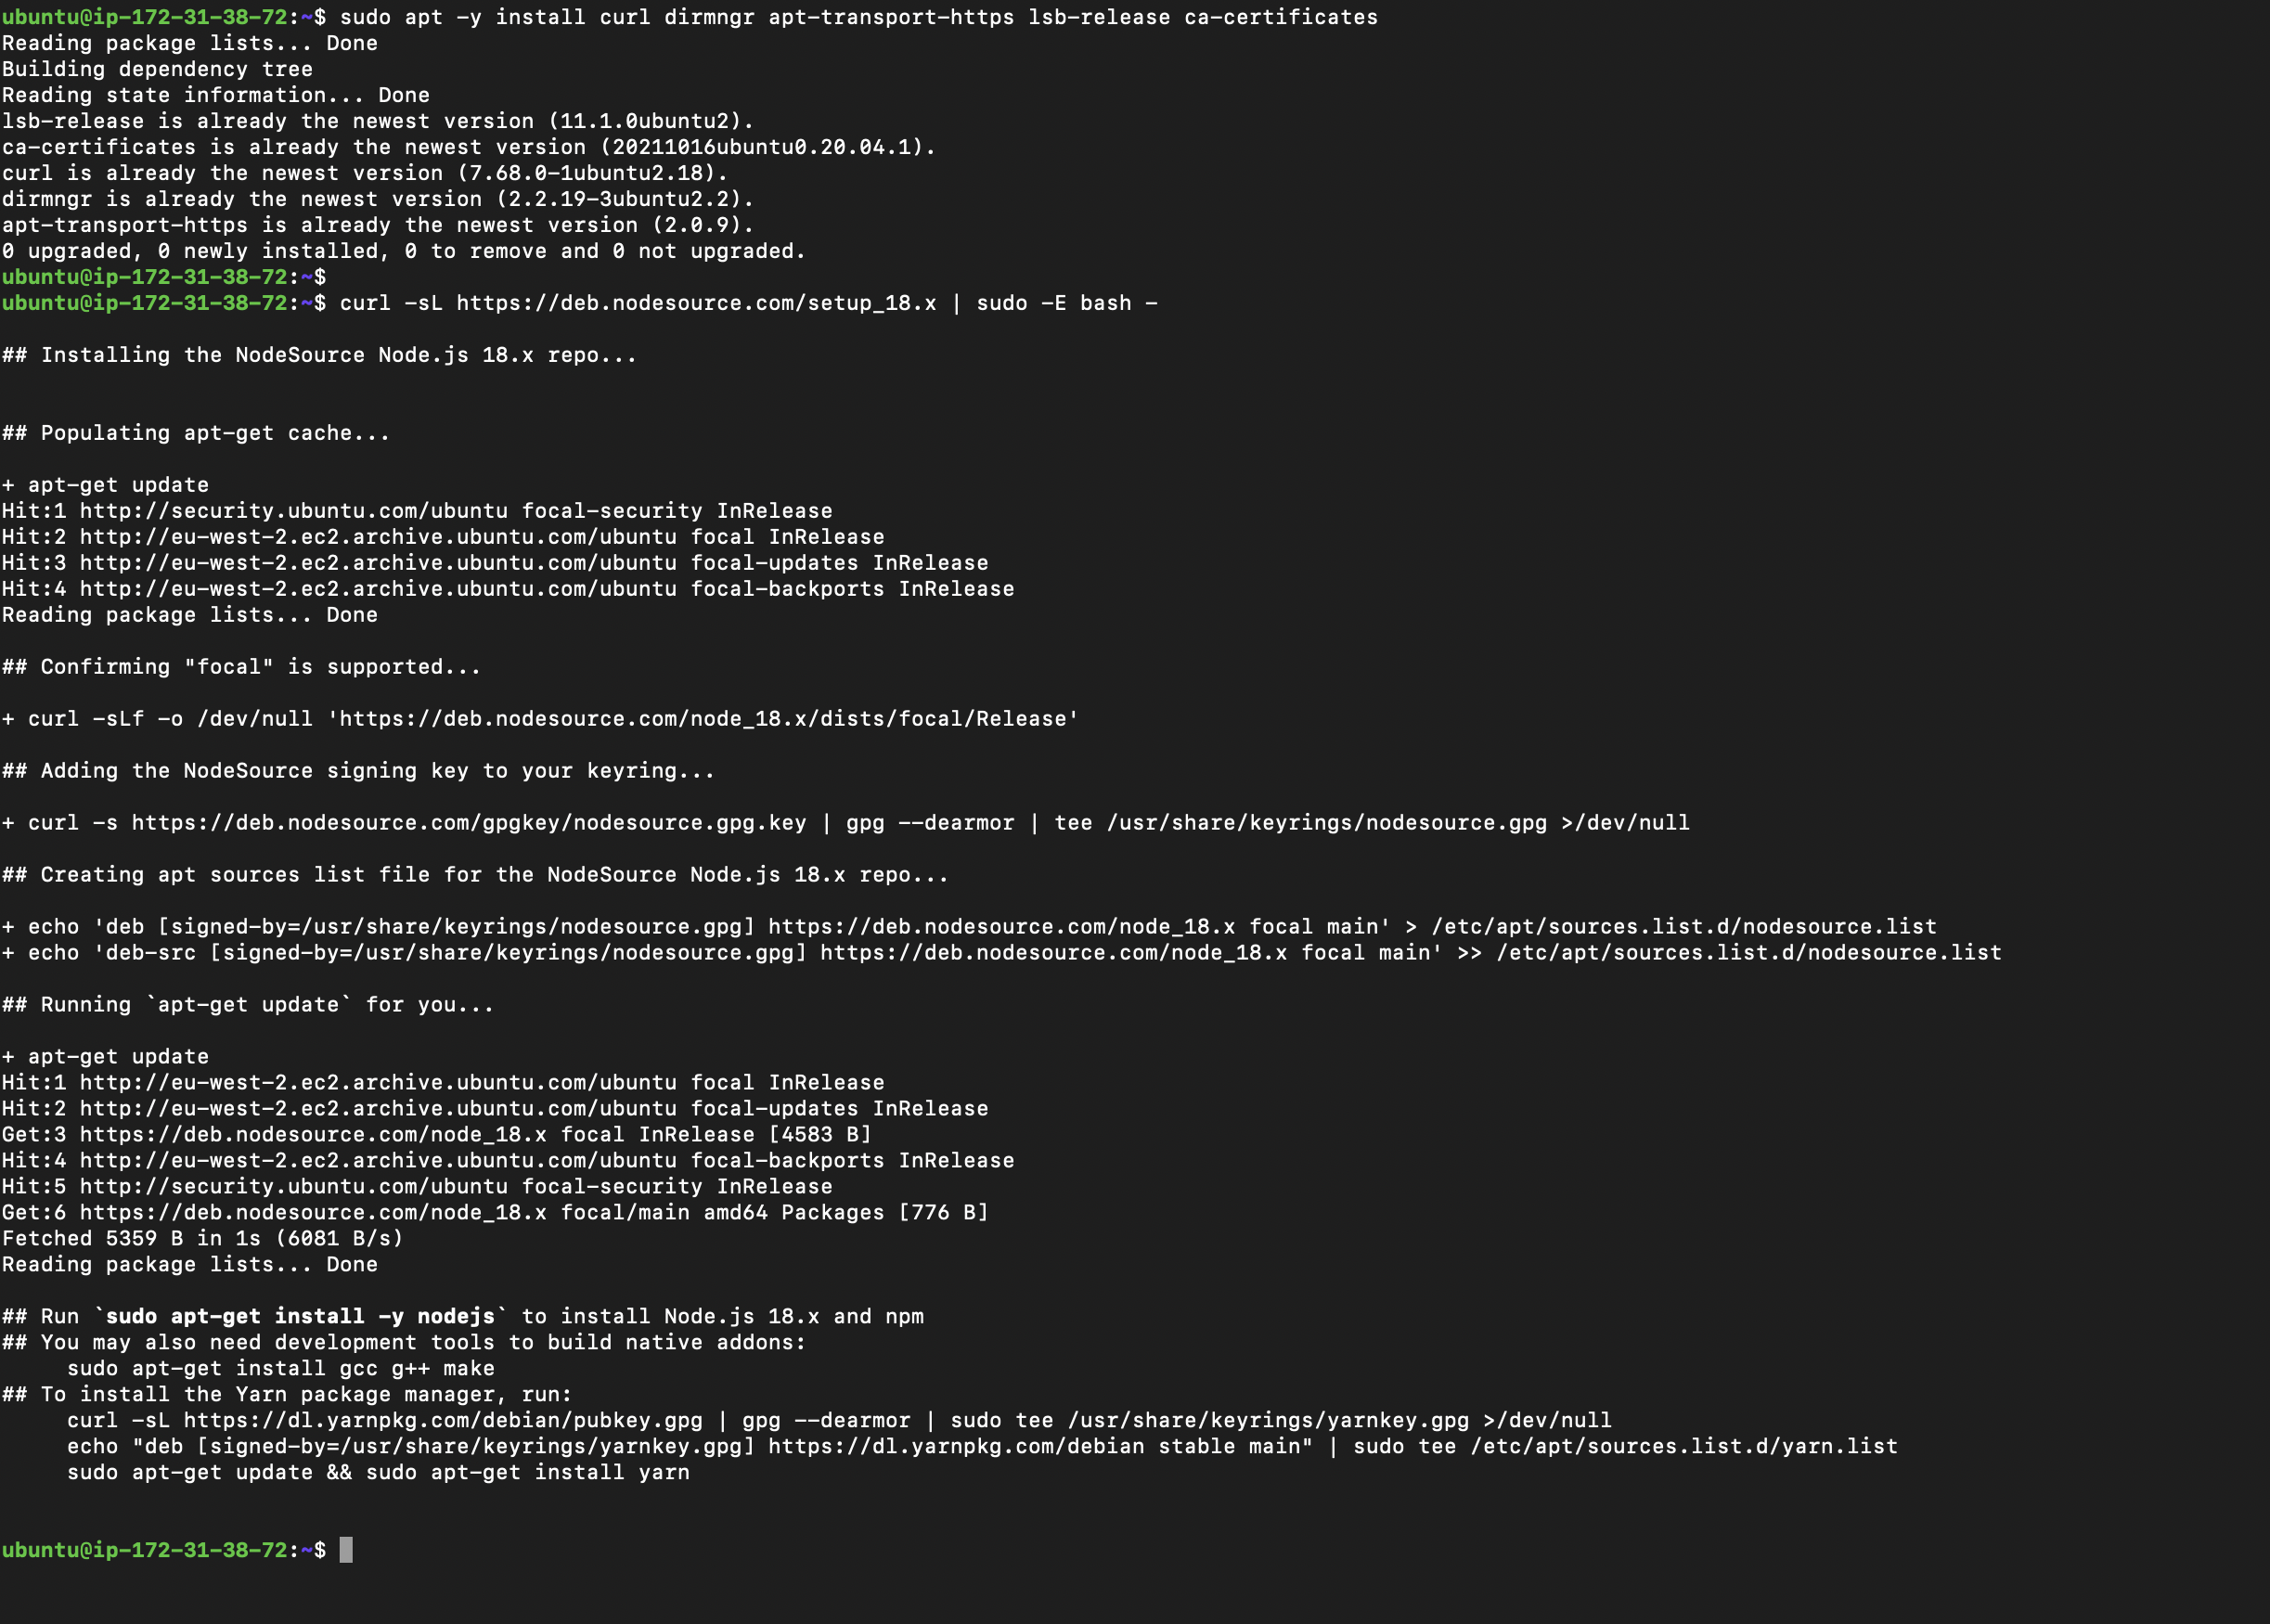 ubuntu@ip-172-31-38-72:~$ sudo apt -y install curl dirmngr apt-transport-https lsb-release ca-certificates
Reading package lists... Done
Building dependency tree
Reading state information... Done
lsb-release is already the newest version (11.1.0ubuntu2).
ca-certificates is already the newest version (20211016ubuntu0.20.04.1).
curl is already the newest version (7.68.0-1ubuntu2.18).
dirmngr is already the newest version (2.2.19-3ubuntu2.2).
apt-transport-https is already the newest version (2.0.9).
0 upgraded, 0 newly installed, 0 to remove and 0 not upgraded.
ubuntu@ip-172-31-38-72:~$
ubuntu@ip-172-31-38-72:~$ curl -sL https://deb.nodesource.com/setup_18.x | sudo -E bash -
## Installing the NodeSource Node.js 18.x repo...
## Populating apt-get cache...
+ apt-get update
Hit:1 http://security.ubuntu.com/ubuntu focal-security InRelease
Hit:2 http://eu-west-2.ec2.archive.ubuntu.com/ubuntu focal InRelease
Hit:3 http://eu-west-2.ec2.archive.ubuntu.com/ubuntu focal-updates InRelease
Hit:4 http://eu-west-2.ec2.archive.ubuntu.com/ubuntu focal-backports InRelease
Reading package lists... Done
## Confirming "focal" is supported...
+ curl -sLf -o /dev/null 'https://deb.nodesource.com/node_18.x/dists/focal/Release'
## Adding the NodeSource signing key to your keyring...
+ curl -s https://deb.nodesource.com/gpgkey/nodesource.gpg.key | gpg --dearmor | tee /usr/share/keyrings/nodesource.gpg >/dev/null
## Creating apt sources list file for the NodeSource Node.js 18.x repo...
+ echo 'deb [signed-by=/usr/share/keyrings/nodesource.gpg] https://deb.nodesource.com/node_18.x focal main' > /etc/apt/sources.list.d/nodesource.list
+ echo 'deb-src [signed-by=/usr/share/keyrings/nodesource.gpg] https://deb.nodesource.com/node_18.x focal main' >> /etc/apt/sources.list.d/nodesource.list
## Running `apt-get update` for you...
+ apt-get update
Hit:1 http://eu-west-2.ec2.archive.ubuntu.com/ubuntu focal InRelease
Hit:2 http://eu-west-2.ec2.archive.ubuntu.com/ubuntu focal-updates InRelease
Get:3 https://deb.nodesource.com/node_18.x focal InRelease [4583 B]
Hit:4 http://eu-west-2.ec2.archive.ubuntu.com/ubuntu focal-backports InRelease
Hit:5 http://security.ubuntu.com/ubuntu focal-security InRelease
Get:6 https://deb.nodesource.com/node_18.x focal/main amd64 Packages [776 B]
Fetched 5359 B in 1s (6081 B/s)
Reading package lists... Done
## Run `sudo apt-get install -y nodejs` to install Node.js 18.x and npm
## You may also need development tools to build native addons:
     sudo apt-get install gcc g++ make
## To install the Yarn package manager, run:
     curl -sL https://dl.yarnpkg.com/debian/pubkey.gpg | gpg --dearmor | sudo tee /usr/share/keyrings/yarnkey.gpg >/dev/null
     echo "deb [signed-by=/usr/share/keyrings/yarnkey.gpg] https://dl.yarnpkg.com/debian stable main" | sudo tee /etc/apt/sources.list.d/yarn.list
     sudo apt-get update && sudo apt-get install yarn
ubuntu@ip-172-31-38-72:~$